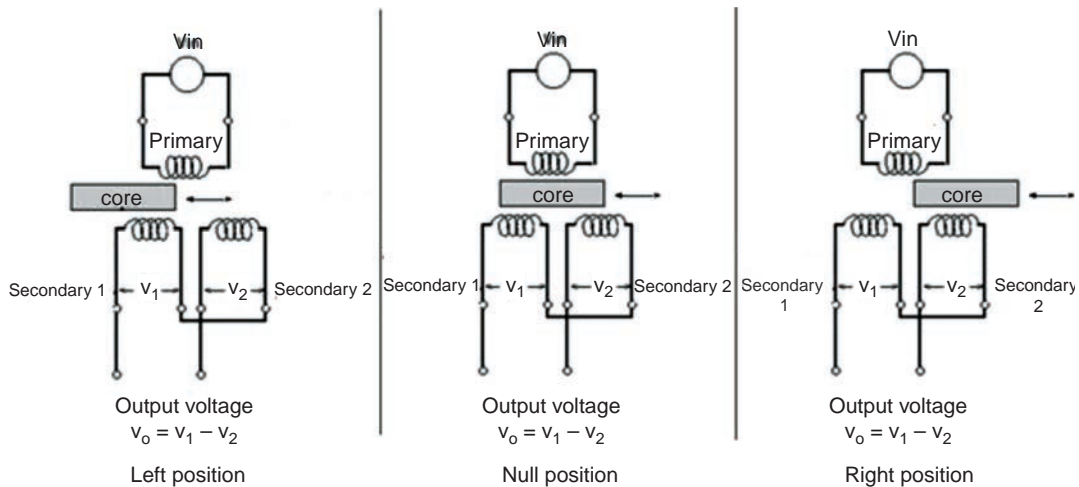 Vin
Primary
core
Secondary 1
v1
v2
Secondary 2
Output voltage
vo = v1 – v2
Left position
Vin
Primary
core
Secondary 1
v1
v2
Secondary 2
Output voltage
vo = v1 – v2
Null position
Vin
Primary
core
Secondary
1
v1
v2
Secondary
2
Output voltage
vo = v1 – v2
Right position